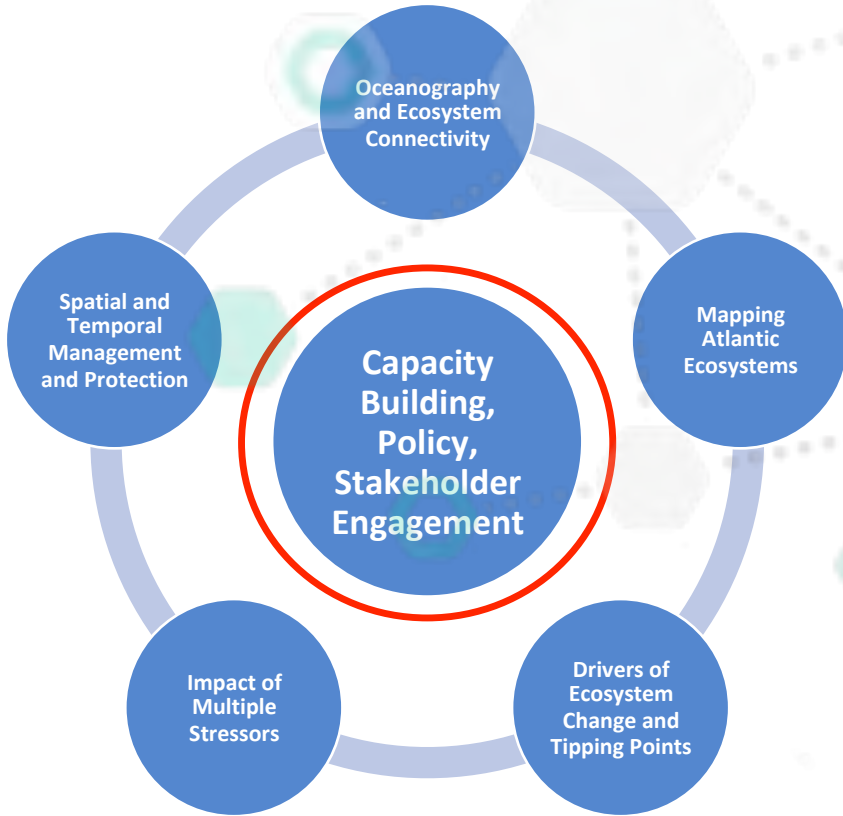 Oceanography
and Ecosystem
Connectivity
Spatial and
Temporal
Management
and Protection
Mapping
Atlantic
Ecosystems
Capacity
Building,
Policy,
Stakeholder
Engagement
Impact of
Multiple
Stressors
Drivers of
Ecosystem
Change and
Tipping Points